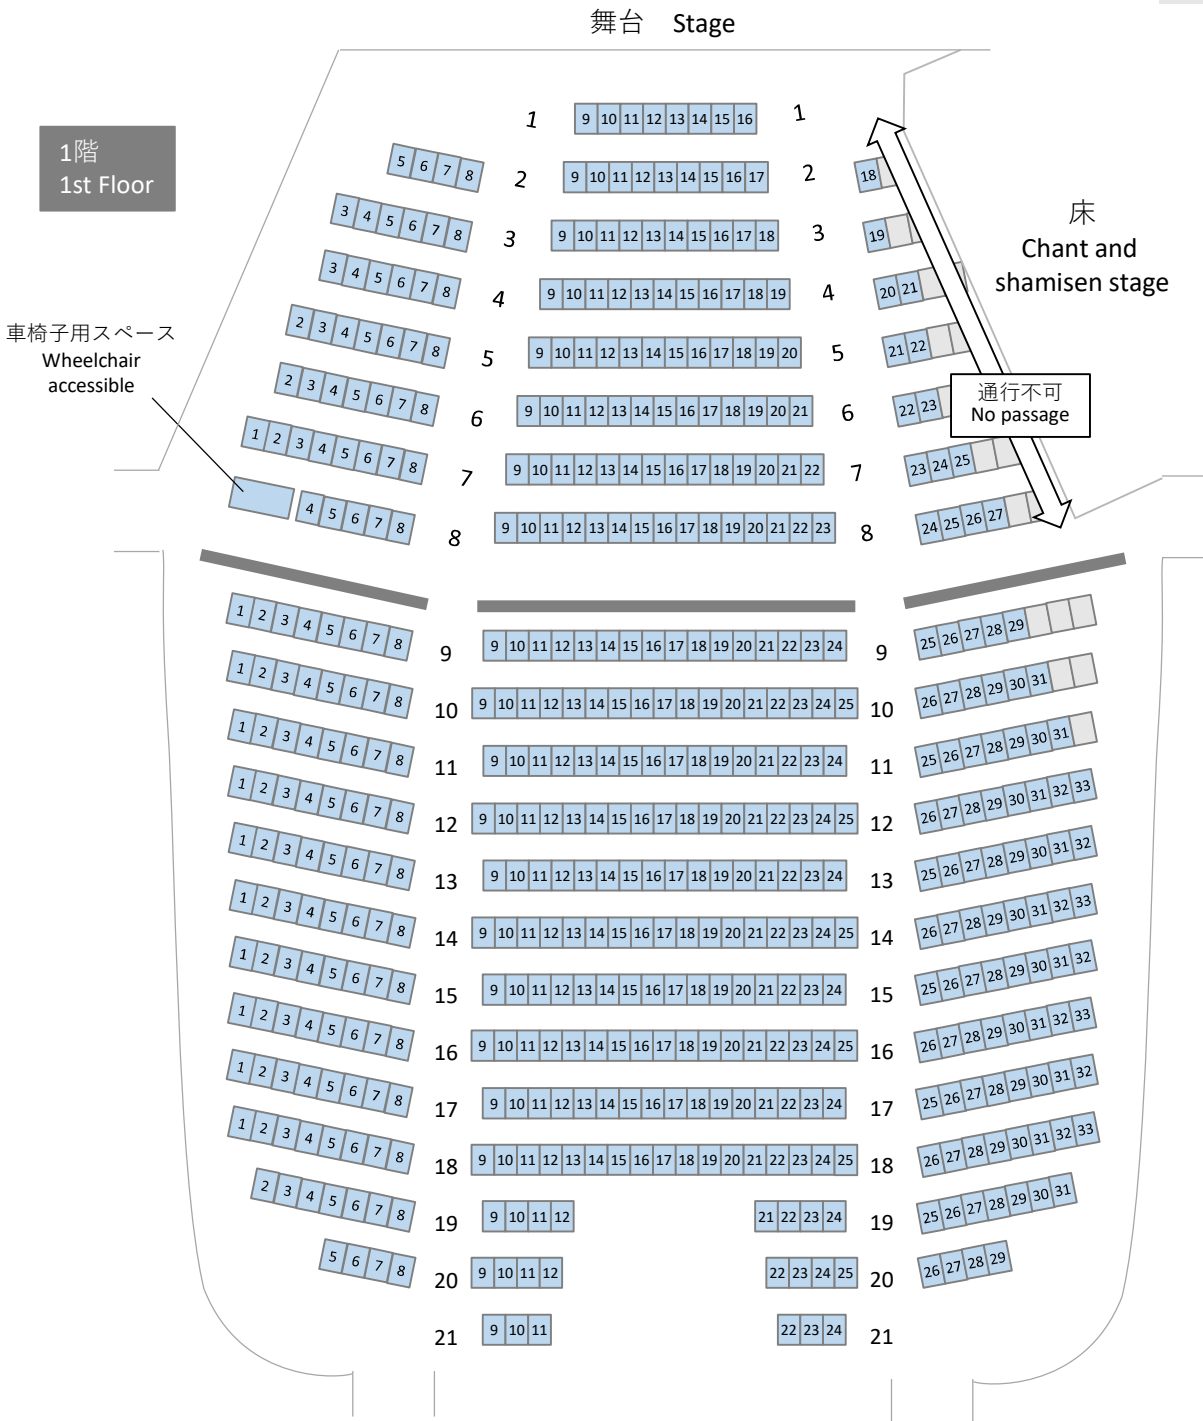 舞台 Stage
1階
1st Floor
1 9 10 11 12 13 14 15 16 1
5 6 7 8 2 9 10 11 12 13 14 15 16 17 2 18
3 4 5 6 7 8 3 9 10 11 12 13 14 15 16 17 18 3 19
床
Chant and
shamisen stage
3 4 5 6 7 8 4 9 10 11 12 13 14 15 16 17 18 19 4 20 21
車椅子用スペース
Wheelchair
accessible
2 3 4 5 6 7 8 5 9 10 11 12 13 14 15 16 17 18 19 20 5 21 22
通行不可
No passage
2 3 4 5 6 7 8 6 9 10 11 12 13 14 15 16 17 18 19 20 21 6 22 23
1 2 3 4 5 6 7 8 7 9 10 11 12 13 14 15 16 17 18 19 20 21 22 7 23 24 25
4 5 6 7 8 8 9 10 11 12 13 14 15 16 17 18 19 20 21 22 23 8 24 25 26 27
1 2 3 4 5 6 7 8 9 9 10 11 12 13 14 15 16 17 18 19 20 21 22 23 24 9 25 26 27 28 29
1 2 3 4 5 6 7 8 10 9 10 11 12 13 14 15 16 17 18 19 20 21 22 23 24 25 10 26 27 28 29 30 31
1 2 3 4 5 6 7 8 11 9 10 11 12 13 14 15 16 17 18 19 20 21 22 23 24 11 25 26 27 28 29 30 31
1 2 3 4 5 6 7 8 12 9 10 11 12 13 14 15 16 17 18 19 20 21 22 23 24 25 12 26 27 28 29 30 31 32 33
1 2 3 4 5 6 7 8 13 9 10 11 12 13 14 15 16 17 18 19 20 21 22 23 24 13 25 26 27 28 29 30 31 32
1 2 3 4 5 6 7 8 14 9 10 11 12 13 14 15 16 17 18 19 20 21 22 23 24 25 14 26 27 28 29 30 31 32 33
1 2 3 4 5 6 7 8 15 9 10 11 12 13 14 15 16 17 18 19 20 21 22 23 24 15 25 26 27 28 29 30 31 32
1 2 3 4 5 6 7 8 16 9 10 11 12 13 14 15 16 17 18 19 20 21 22 23 24 25 16 26 27 28 29 30 31 32 33
1 2 3 4 5 6 7 8 17 9 10 11 12 13 14 15 16 17 18 19 20 21 22 23 24 17 25 26 27 28 29 30 31 32
1 2 3 4 5 6 7 8 18 9 10 11 12 13 14 15 16 17 18 19 20 21 22 23 24 25 18 26 27 28 29 30 31 32 33
2 3 4 5 6 7 8 19 9 10 11 12 21 22 23 24 19 25 26 27 28 29 30 31
5 6 7 8 20 9 10 11 12 22 23 24 25 20 26 27 28 29
21 9 10 11 22 23 24 21